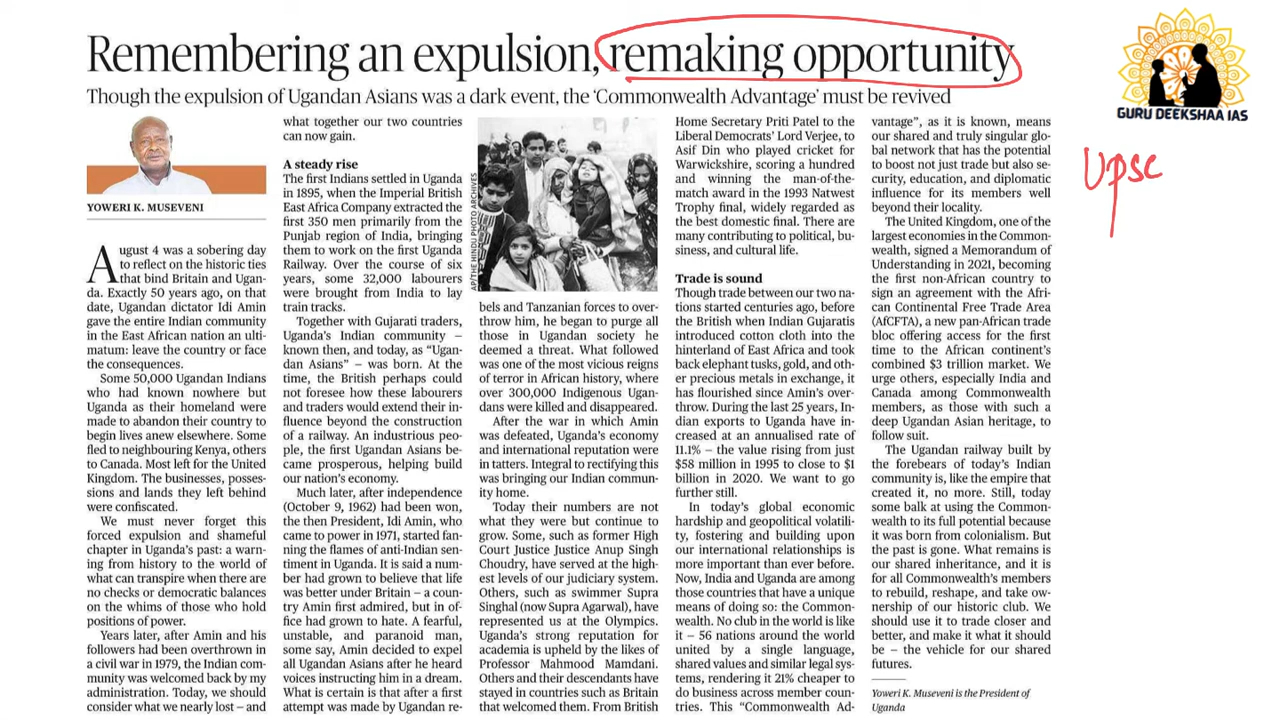 Remembering an expulsion, remaking opportunity
Though the expulsion of Ugandan Asians was a dark event, the ‘Commonwealth Advantage’ must be revived
GURU DEEKSHAA IAS
Upsc
YOWERI K. MUSEVENI
August 4 was a sobering day
to reflect on the historic ties
that bind Britain and Ugan-
da. Exactly 50 years ago, on that
date, Ugandan dictator Idi Amin
gave the entire Indian community
in the East African nation an ulti-
matum: leave the country or face
the consequences.
Some 50,000 Ugandan Indians
who had known nowhere but
Uganda as their homeland were
made to abandon their country to
begin lives anew elsewhere. Some
fled to neighbouring Kenya, others
to Canada. Most left for the United
Kingdom. The businesses, posses-
sions and lands they left behind
were confiscated.
We must never forget this
forced expulsion and shameful
chapter in Uganda’s past: a warn-
ing from history to the world of
what can transpire when there are
no checks or democratic balances
on the whims of those who hold
positions of power.
Years later, after Amin and his
followers had been overthrown in
a civil war in 1979, the Indian com-
munity was welcomed back by my
administration. Today, we should
consider what we nearly lost – and
what together our two countries
can now gain.
A steady rise
The first Indians settled in Uganda
in 1895, when the Imperial British
East Africa Company extracted the
first 350 men primarily from the
Punjab region of India, bringing
them to work on the first Uganda
Railway. Over the course of six
years, some 32,000 labourers
were brought from India to lay
train tracks.
Together with Gujarati traders,
Uganda’s Indian community –
known then, and today, as “Ugan-
dan Asians” – was born. At the
time, the British perhaps could
not foresee how these labourers
and traders would extend their in-
fluence beyond the construction
of a railway. An industrious peo-
ple, the first Ugandan Asians be-
came prosperous, helping build
our nation’s economy.
Much later, after independence
(October 9, 1962) had been won,
the then President, Idi Amin, who
came to power in 1971, started fan-
ning the flames of anti-Indian sen-
timent in Uganda. It is said a num-
ber had grown to believe that life
was better under Britain – a coun-
try Amin first admired, but in of-
fice had grown to hate. A fearful,
unstable, and paranoid man,
some say, Amin decided to expel
all Ugandan Asians after he heard
voices instructing him in a dream.
What is certain is that after a first
attempt was made by Ugandan re-
AP/THE HINDU PHOTO ARCHIVES
bels and Tanzanian forces to over-
throw him, he began to purge all
those in Ugandan society he
deemed a threat. What followed
was one of the most vicious reigns
of terror in African history, where
over 300,000 Indigenous Ugan-
dans were killed and disappeared.
After the war in which Amin
was defeated, Uganda’s economy
and international reputation were
in tatters. Integral to rectifying this
was bringing our Indian commun-
ity home.
Today their numbers are not
what they were but continue to
grow. Some, such as former High
Court Justice Justice Anup Singh
Choudry, have served at the high-
est levels of our judiciary system.
Others, such as swimmer Supra
Singhal (now Supra Agarwal), have
represented us at the Olympics.
Uganda’s strong reputation for
academia is upheld by the likes of
Professor Mahmood Mamdani.
Others and their descendants have
stayed in countries such as Britain
that welcomed them. From British
Home Secretary Priti Patel to the
Liberal Democrats’ Lord Verjee, to
Asif Din who played cricket for
Warwickshire, scoring a hundred
and winning the man-of-the-
match award in the 1993 Natwest
Trophy final, widely regarded as
the best domestic final. There are
many contributing to political, bu-
siness, and cultural life.
Trade is sound
Though trade between our two na-
tions started centuries ago, before
the British when Indian Gujaratis
introduced cotton cloth into the
hinterland of East Africa and took
back elephant tusks, gold, and oth-
er precious metals in exchange, it
has flourished since Amin’s over-
throw. During the last 25 years, In-
dian exports to Uganda have in-
creased at an annualised rate of
11.1% – the value rising from just
$58 million in 1995 to close to $1
billion in 2020. We want to go
further still.
In today’s global economic
hardship and geopolitical volatili-
ty, fostering and building upon
our international relationships is
more important than ever before.
Now, India and Uganda are among
those countries that have a unique
means of doing so: the Common-
wealth. No club in the world is like
it – 56 nations around the world
united by a single language,
shared values and similar legal sys-
tems, rendering it 21% cheaper to
do business across member coun-
tries. This “Commonwealth Ad-
vantage”, as it is known, means
our shared and truly singular glo-
bal network that has the potential
to boost not just trade but also se-
curity, education, and diplomatic
influence for its members well
beyond their locality.
The United Kingdom, one of the
largest economies in the Common-
wealth, signed a Memorandum of
Understanding in 2021, becoming
the first non-African country to
sign an agreement with the Afri-
can Continental Free Trade Area
(AfCFTA), a new pan-African trade
bloc offering access for the first
time to the African continent’s
combined $3 trillion market. We
urge others, especially India and
Canada among Commonwealth
members, as those with such a
deep Ugandan Asian heritage, to
follow suit.
The Ugandan railway built by
the forebears of today’s Indian
community is, like the empire that
created it, no more. Still, today
some balk at using the Common-
wealth to its full potential because
it was born from colonialism. But
the past is gone. What remains is
our shared inheritance, and it is
for all Commonwealth’s members
to rebuild, reshape, and take ow-
nership of our historic club. We
should use it to trade closer and
better, and make it what it should
be – the vehicle for our shared
futures.
Yoweri K. Museveni is the President of
Uganda